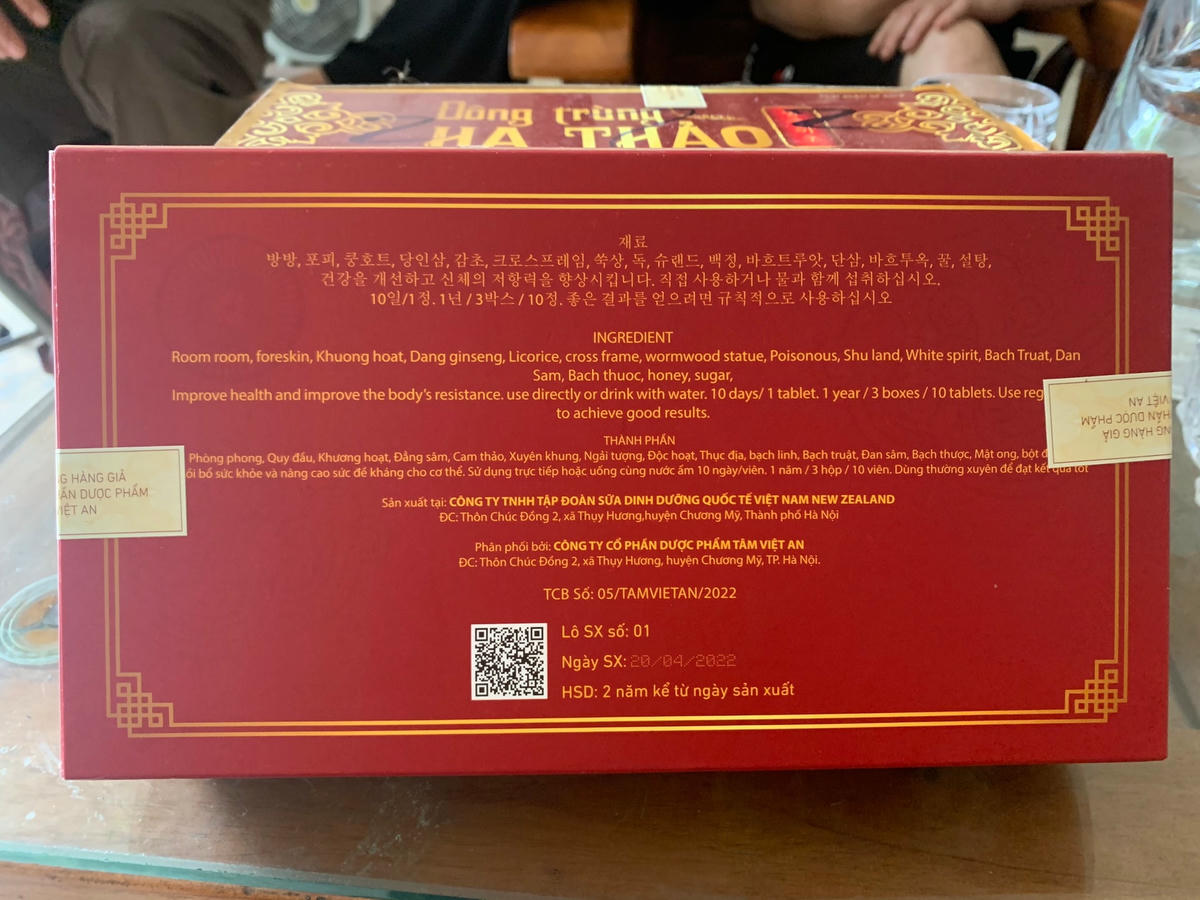 Đông trùng
HẠ THẢO
재료
방방, 포피, 쿵호트, 당인삼, 감초, 크로스프레임, 쑥상, 독, 슈랜드, 백정, 바흐트루앗, 단삼, 바흐투옥, 꿀, 설탕,
건강을 개선하고 신체의 저항력을 향상시킵니다. 직접 사용하거나 물과 함께 섭취하십시오.
10일/1정. 1년 / 3박스 / 10정. 좋은 결과를 얻으려면 규칙적으로 사용하십시오
INGREDIENT
Room room, foreskin, Khuong hoat, Dang ginseng, Licorice, cross frame, wormwood statue, Poisonous, Shu land, White spirit, Bach Truat, Dan
Sam, Bach thuoc, honey, sugar,
Improve health and improve the body's resistance. use directly or drink with water. 10 days/ 1 tablet. 1 year / 3 boxes / 10 tablets. Use
to achieve good results.
THÀNH PHẦN
Phòng phong, Quy đầu, Khương hoạt, Đẳng sâm, Cam thảo, Xuyên khung, Ngải tượng, Độc hoạt, Thục địa, bạch linh, Bạch truật, Đan sâm, Bạch thược, Mật ong, bột
bổ sức khỏe và nâng cao sức đề kháng cho cơ thể. Sử dụng trực tiếp hoặc uống cùng nước ấm 10 ngày/viên. 1 năm / 3 hộp / 10 viên. Dùng thường xuyên để đạt kết quả tốt
Sản xuất tại: CÔNG TY TNHH TẬP ĐOÀN SỮA DINH DƯỠNG QUỐC TẾ VIỆT NAM NEW ZEALAND
ĐC: Thôn Chúc Đồng 2, xã Thụy Hương,huyện Chương Mỹ, Thành phố Hà Nội
Phân phối bởi: CÔNG TY CỔ PHẦN DƯỢC PHẨM TÂM VIỆT AN
ĐC: Thôn Chúc Đồng 2, xã Thụy Hương, huyện Chương Mỹ, TP. Hà Nội.
TCB Số: 05/TAMVIETAN/2022
Lô SX số: 01
Ngày SX: 20/04/2022
HSD: 2 năm kể từ ngày sản xuất
HÀNG GIẢ
DƯỢC PHẨM
VIỆT AN
HÀNG GIẢ
DƯỢC PHẨM
VIỆT AN